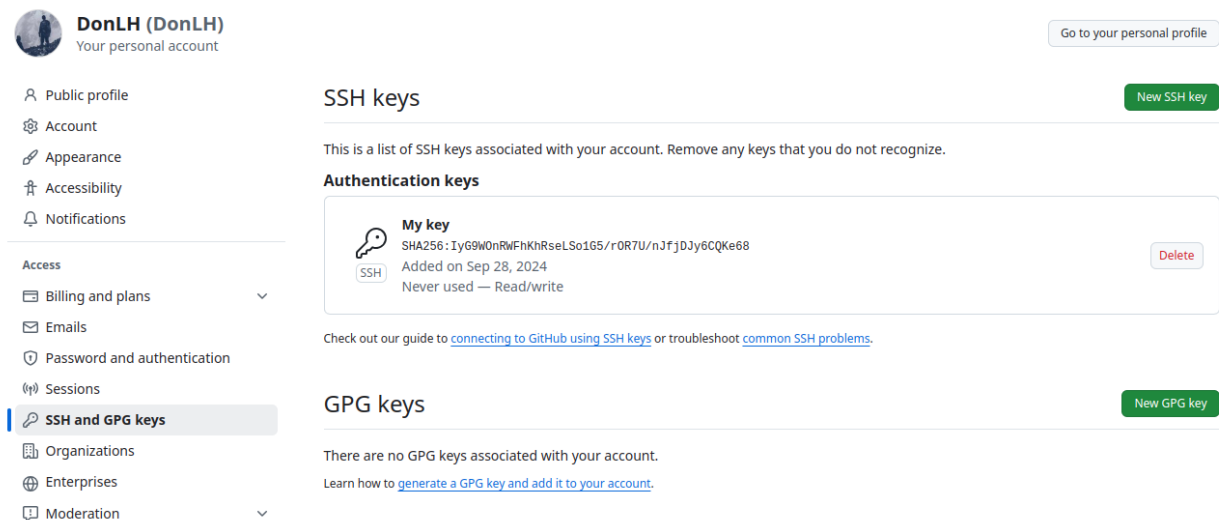 DonLH (DonLH)
Your personal account
Go to your personal profile
Public profile
Account
Appearance
Accessibility
Notifications
Access
Billing and plans
Emails
Password and authentication
Sessions
SSH and GPG keys
Organizations
Enterprises
Moderation
SSH keys
New SSH key
This is a list of SSH keys associated with your account. Remove any keys that you do not recognize.
Authentication keys
My key
SHA256:IyG9WOnRWFhKhRseLSo1G5/rOR7U/nJfjDJy6CQKe68
SSH
Added on Sep 28, 2024
Never used — Read/write
Delete
Check out our guide to connecting to GitHub using SSH keys or troubleshoot common SSH problems.
GPG keys
New GPG key
There are no GPG keys associated with your account.
Learn how to generate a GPG key and add it to your account.